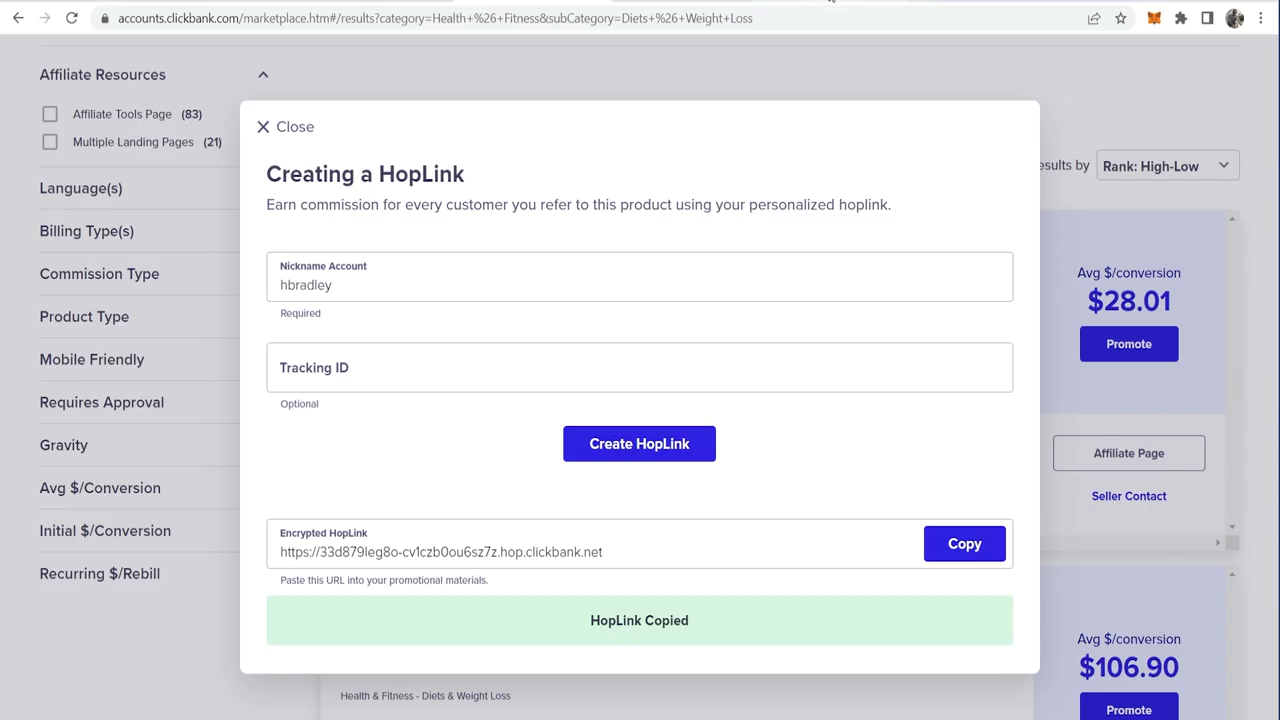 accounts.clickbank.com/marketplace.htm#/results?category=Health+%26+Fitness&subCategory=Diets+%26+Weight+Loss
Affiliate Resources
Affiliate Tools Page (83)
Multiple Landing Pages (21)
Language(s)
Billing Type(s)
Commission Type
Product Type
Mobile Friendly
Requires Approval
Gravity
Avg $/Conversion
Initial $/Conversion
Recurring $/Rebill
Close
Creating a HopLink
Earn commission for every customer you refer to this product using your personalized hoplink.
Nickname Account
hbradley
Required
Tracking ID
Optional
Create HopLink
Encrypted HopLink
https://33d879leg8o-cv1czb0ou6sz7z.hop.clickbank.net
Copy
Paste this URL into your promotional materials.
HopLink Copied
esults by
Rank: High-Low
Avg $/conversion
$28.01
Promote
Affiliate Page
Seller Contact
Avg $/conversion
$106.90
Promote
Health & Fitness - Diets & Weight Loss